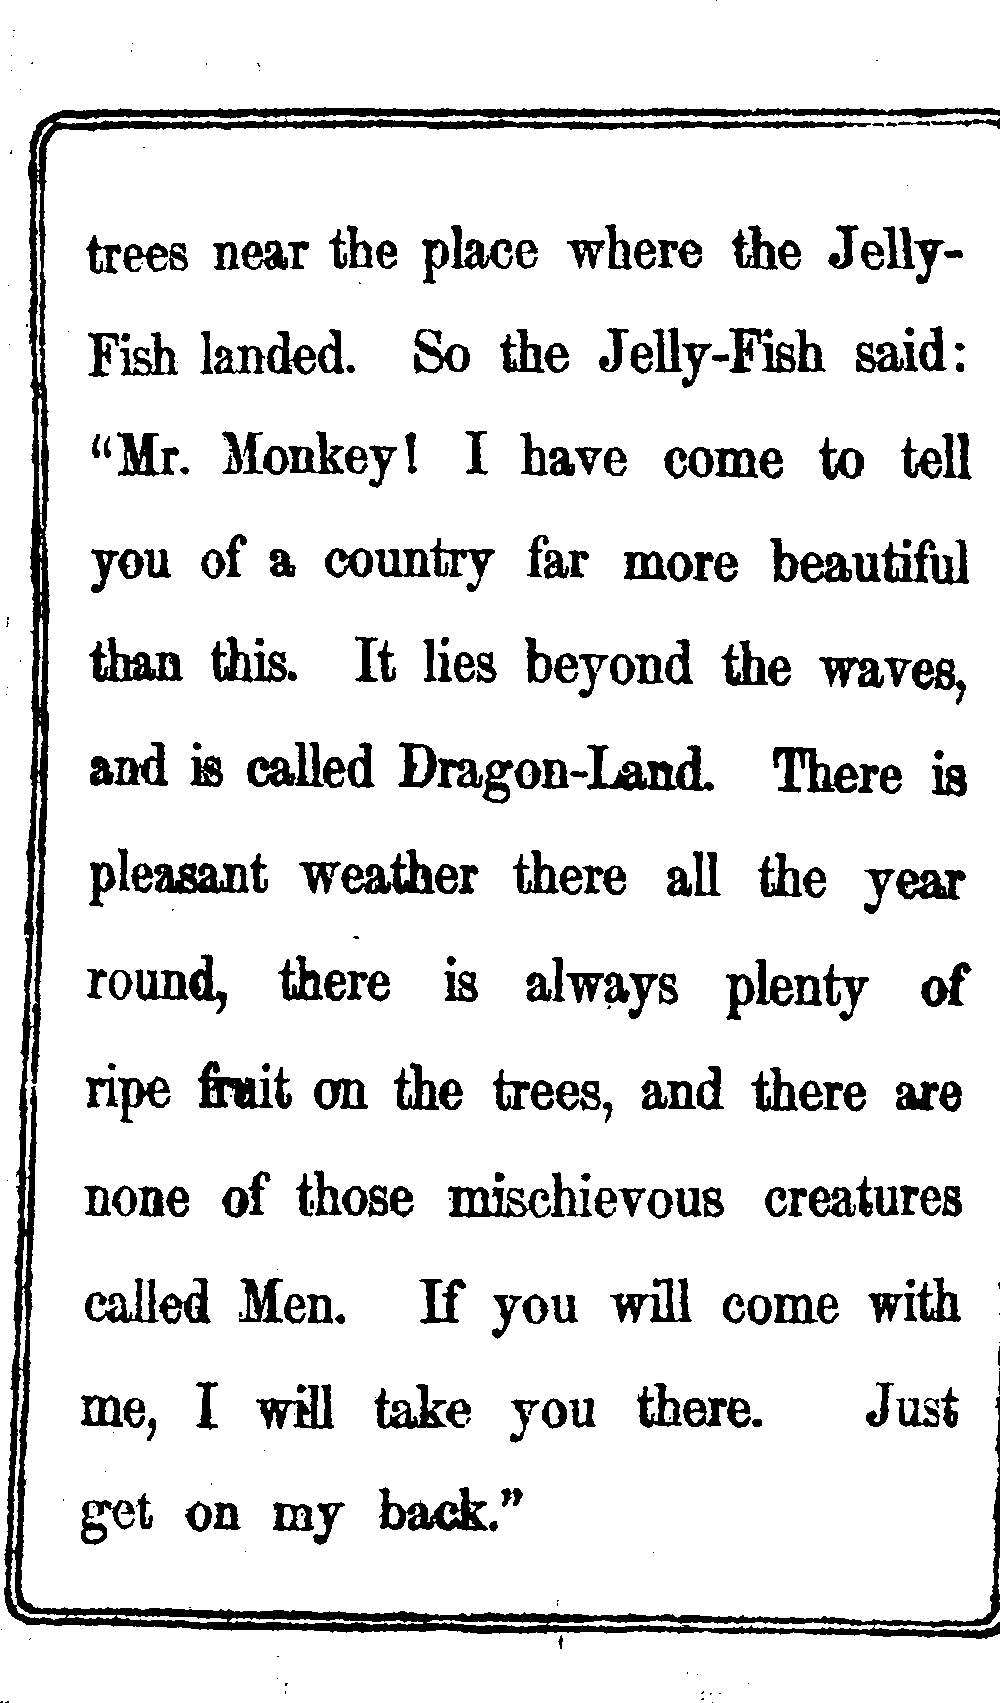 trees near the place where the Jelly-
Fish landed. So the Jelly-Fish said:
“Mr. Monkey! I have come to tell
you of a country far more beautiful
than this. It lies beyond the waves,
and is called Dragon-Land. There is
pleasant weather there all the year
round, there is always plenty of
ripe fruit on the trees, and there are
none of those mischievous creatures
called Men. If you will come with
me, I will take you there. Just
get on my back.”